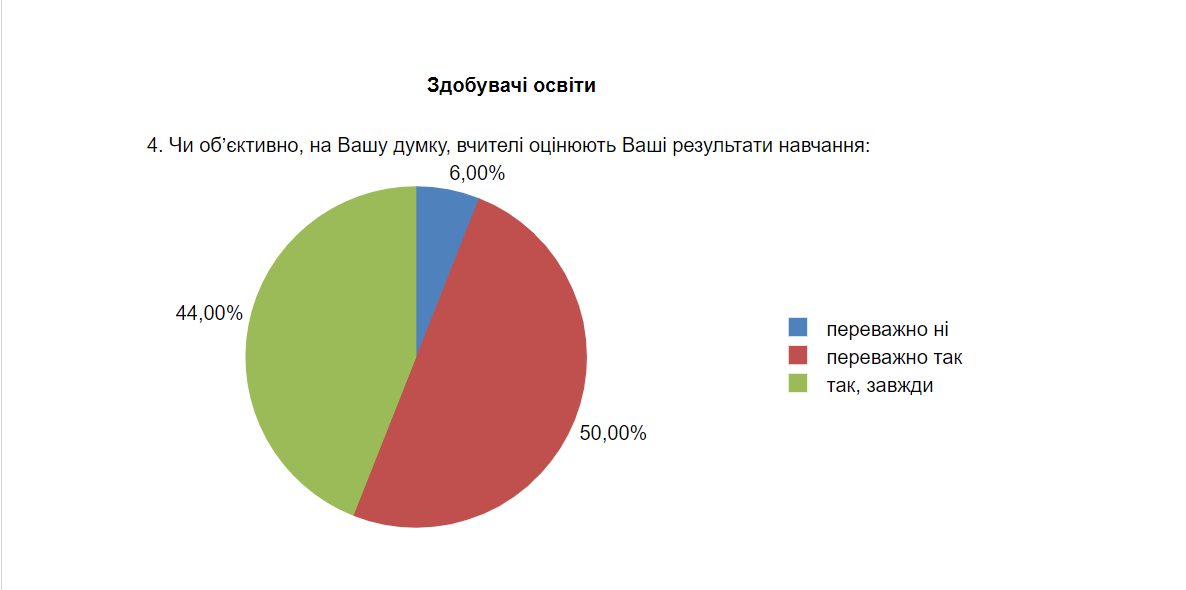 Здобувачі освіти
4. Чи об’єктивно, на Вашу думку, вчителі оцінюють Ваші результати навчання:
6,00%
44,00%
50,00%
переважно ні
переважно так
так, завжди